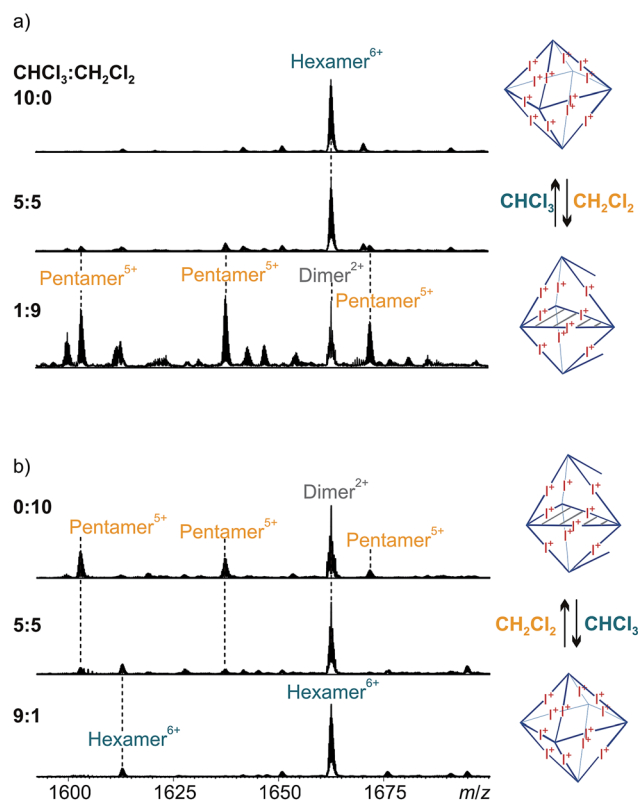 a)
CHCl3:CH2Cl2
10:0
Hexamer6+
I+ I+ I+ I+ I+ I+ I+ I+ I+ I+ I+ I+
5:5
CHCl3 CH2Cl2
1:9
Pentamer5+ Pentamer5+ Dimer2+
Pentamer5+
I+ I+ I+ I+ I+ I+ I+ I+ I+ I+
b)
0:10
Dimer2+
Pentamer5+ Pentamer5+ Pentamer5+
I+ I+ I+ I+ I+ I+ I+ I+ I+ I+
5:5
CH2Cl2 CHCl3
9:1
Hexamer6+ Hexamer6+
I+ I+ I+ I+ I+ I+ I+ I+ I+ I+ I+ I+
1600 1625 1650 1675 m/z